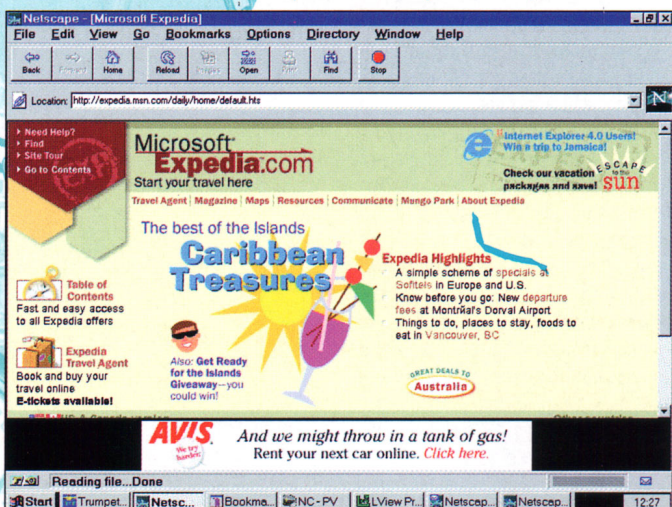 Netscape - [Microsoft Expedia]
File Edit View Go Bookmarks Options Directory Window Help
Back Forward Home Reload Images Open Print Find Stop
Location: http://expedia.msn.com/daily/home/default.hts
N
Need Help?
Find
Site Tour
Go to Contents
Microsoft
Expedia.com
Start your travel here
Internet Explorer 4.0 Users!
Win a trip to Jamaica!
Check our vacation
packages and save!
ESCAPE
to the
sun
Travel Agent | Magazine | Maps | Resources | Communicate | Mungo Park | About Expedia
The best of the Islands
Caribbean
Treasures
Table of
Contents
Fast and easy access
to all Expedia offers
Expedia
Travel Agent
Book and buy your
travel online
E-tickets available!
Also: Get Ready
for the Islands
Giveaway—you
could win!
Expedia Highlights
A simple scheme of specials at
Sofitels in Europe and U.S.
Know before you go: New departure
fees at Montñal's Dorval Airport
Things to do, places to stay, foods to
eat in Vancouver, BC
GREAT DEALS TO
Australia
AVIS
We try
harder.
And we might throw in a tank of gas!
Rent your next car online. Click here.
Reading file...Done
Start Trumpet... Netsc... Bookma... NC-PV LView Pr... Netscap... Netscap... 12:27